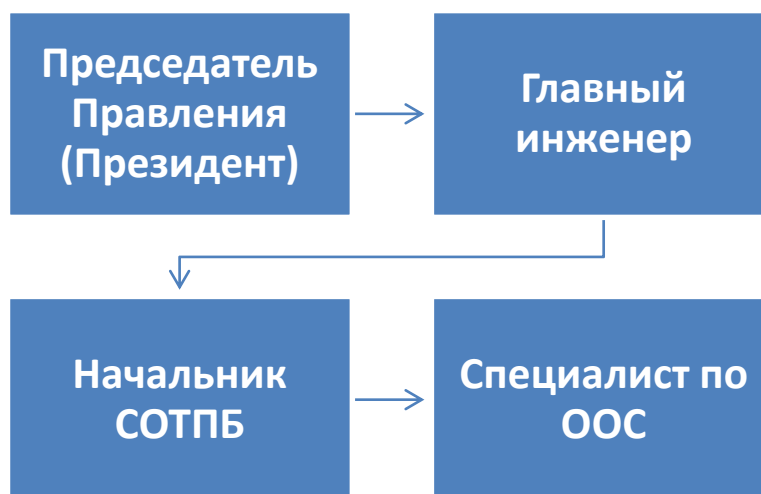 Председатель
Правления
(Президент)
Главный
инженер
Начальник
СОТПБ
Специалист по
ООС